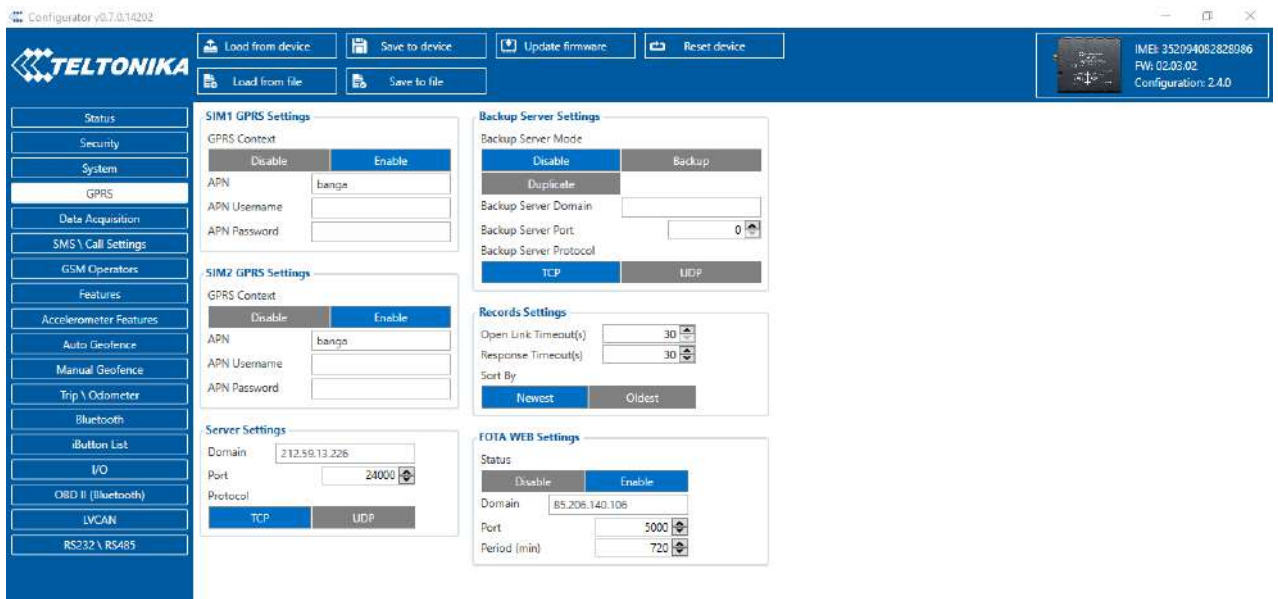 Configurator v0.7.0.14202
TELTONIKA
Load from device
Save to device
Update firmware
Reset device
Load from file
Save to file
IMEI: 352094082828986
FW: 02.03.02
Configuration: 2.4.0
Status
Security
System
GPRS
Data Acquisition
SMS \ Call Settings
GSM Operators
Features
Accelerometer Features
Auto Geofence
Manual Geofence
Trip \ Odometer
Bluetooth
iButton List
I/O
OBD II (Bluetooth)
LVCAN
RS232 \ RS485
SIM1 GPRS Settings
GPRS Context
Disable Enable
APN banga
APN Username
APN Password
SIM2 GPRS Settings
GPRS Context
Disable Enable
APN banga
APN Username
APN Password
Server Settings
Domain 212.59.13.226
Port 24000
Protocol
TCP UDP
Backup Server Settings
Backup Server Mode
Disable Backup
Duplicate
Backup Server Domain
Backup Server Port 0
Backup Server Protocol
TCP UDP
Records Settings
Open Link Timeout(s) 30
Response Timeout(s) 30
Sort By
Newest Oldest
FOTA WEB Settings
Status
Disable Enable
Domain 85.206.140.106
Port 5000
Period (min) 720